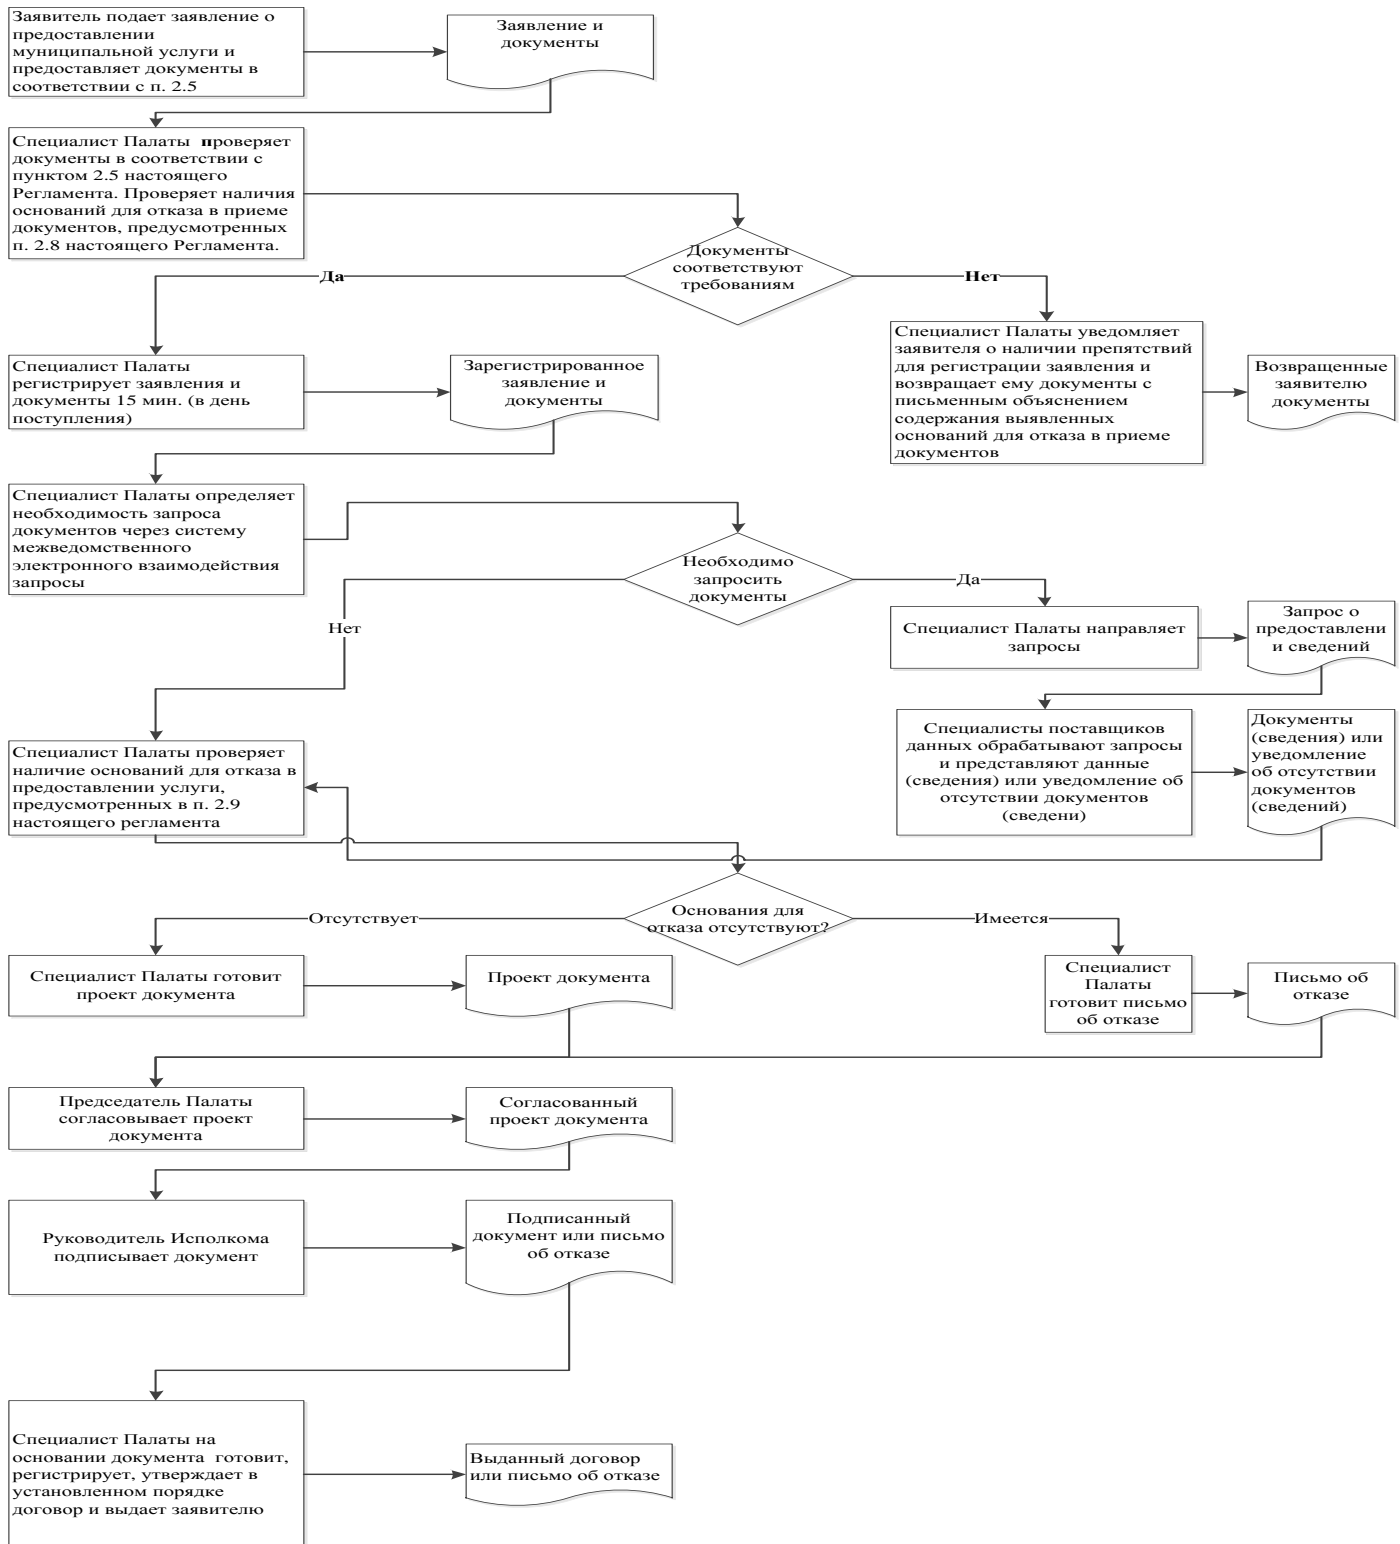 Заявитель подает заявление о
предоставлении
муниципальной услуги и
предоставляет документы в
соответствии с п. 2.5
Заявление и
документы
Специалист Палаты проверяет
документы в соответствии с
пунктом 2.5 настоящего
Регламента. Проверяет наличия
оснований для отказа в приеме
документов, предусмотренных
п. 2.8 настоящего Регламента.
Документы
соответствуют
требованиям
Да
Нет
Специалист Палаты
регистрирует заявления и
документы 15 мин. (в день
поступления)
Зарегистрированное
заявление и
документы
Специалист Палаты уведомляет
заявителя о наличии препятствий
для регистрации заявления и
возвращает ему документы с
письменным объяснением
содержания выявленных
оснований для отказа в приеме
документов
Возвращенные
заявителю
документы
Специалист Палаты определяет
необходимость запроса
документов через систему
межведомственного
электронного взаимодействия
запросы
Необходимо
запросить
документы
Да
Нет
Специалист Палаты направляет
запросы
Запрос о
предоставлени
и сведений
Специалисты поставщиков
данных обрабатывают запросы
и представляют данные
(сведения) или уведомление об
отсутствии документов
(сведени)
Документы
(сведения) или
уведомление
об отсутствии
документов
(сведений)
Специалист Палаты проверяет
наличие оснований для отказа в
предоставлении услуги,
предусмотренных в п. 2.9
настоящего регламента
Основания для
отказа отсутствуют?
Отсутствует
Имеется
Специалист Палаты готовит
проект документа
Проект документа
Специалист
Палаты
готовит письмо
об отказе
Письмо об
отказе
Председатель Палаты
согласовывает проект
документа
Согласованный
проект документа
Руководитель Исполкома
подписывает документ
Подписанный
документ или письмо
об отказе
Специалист Палаты на
основании документа готовит,
регистрирует, утверждает в
установленном порядке
договор и выдает заявителю
Выданный договор
или письмо об отказе